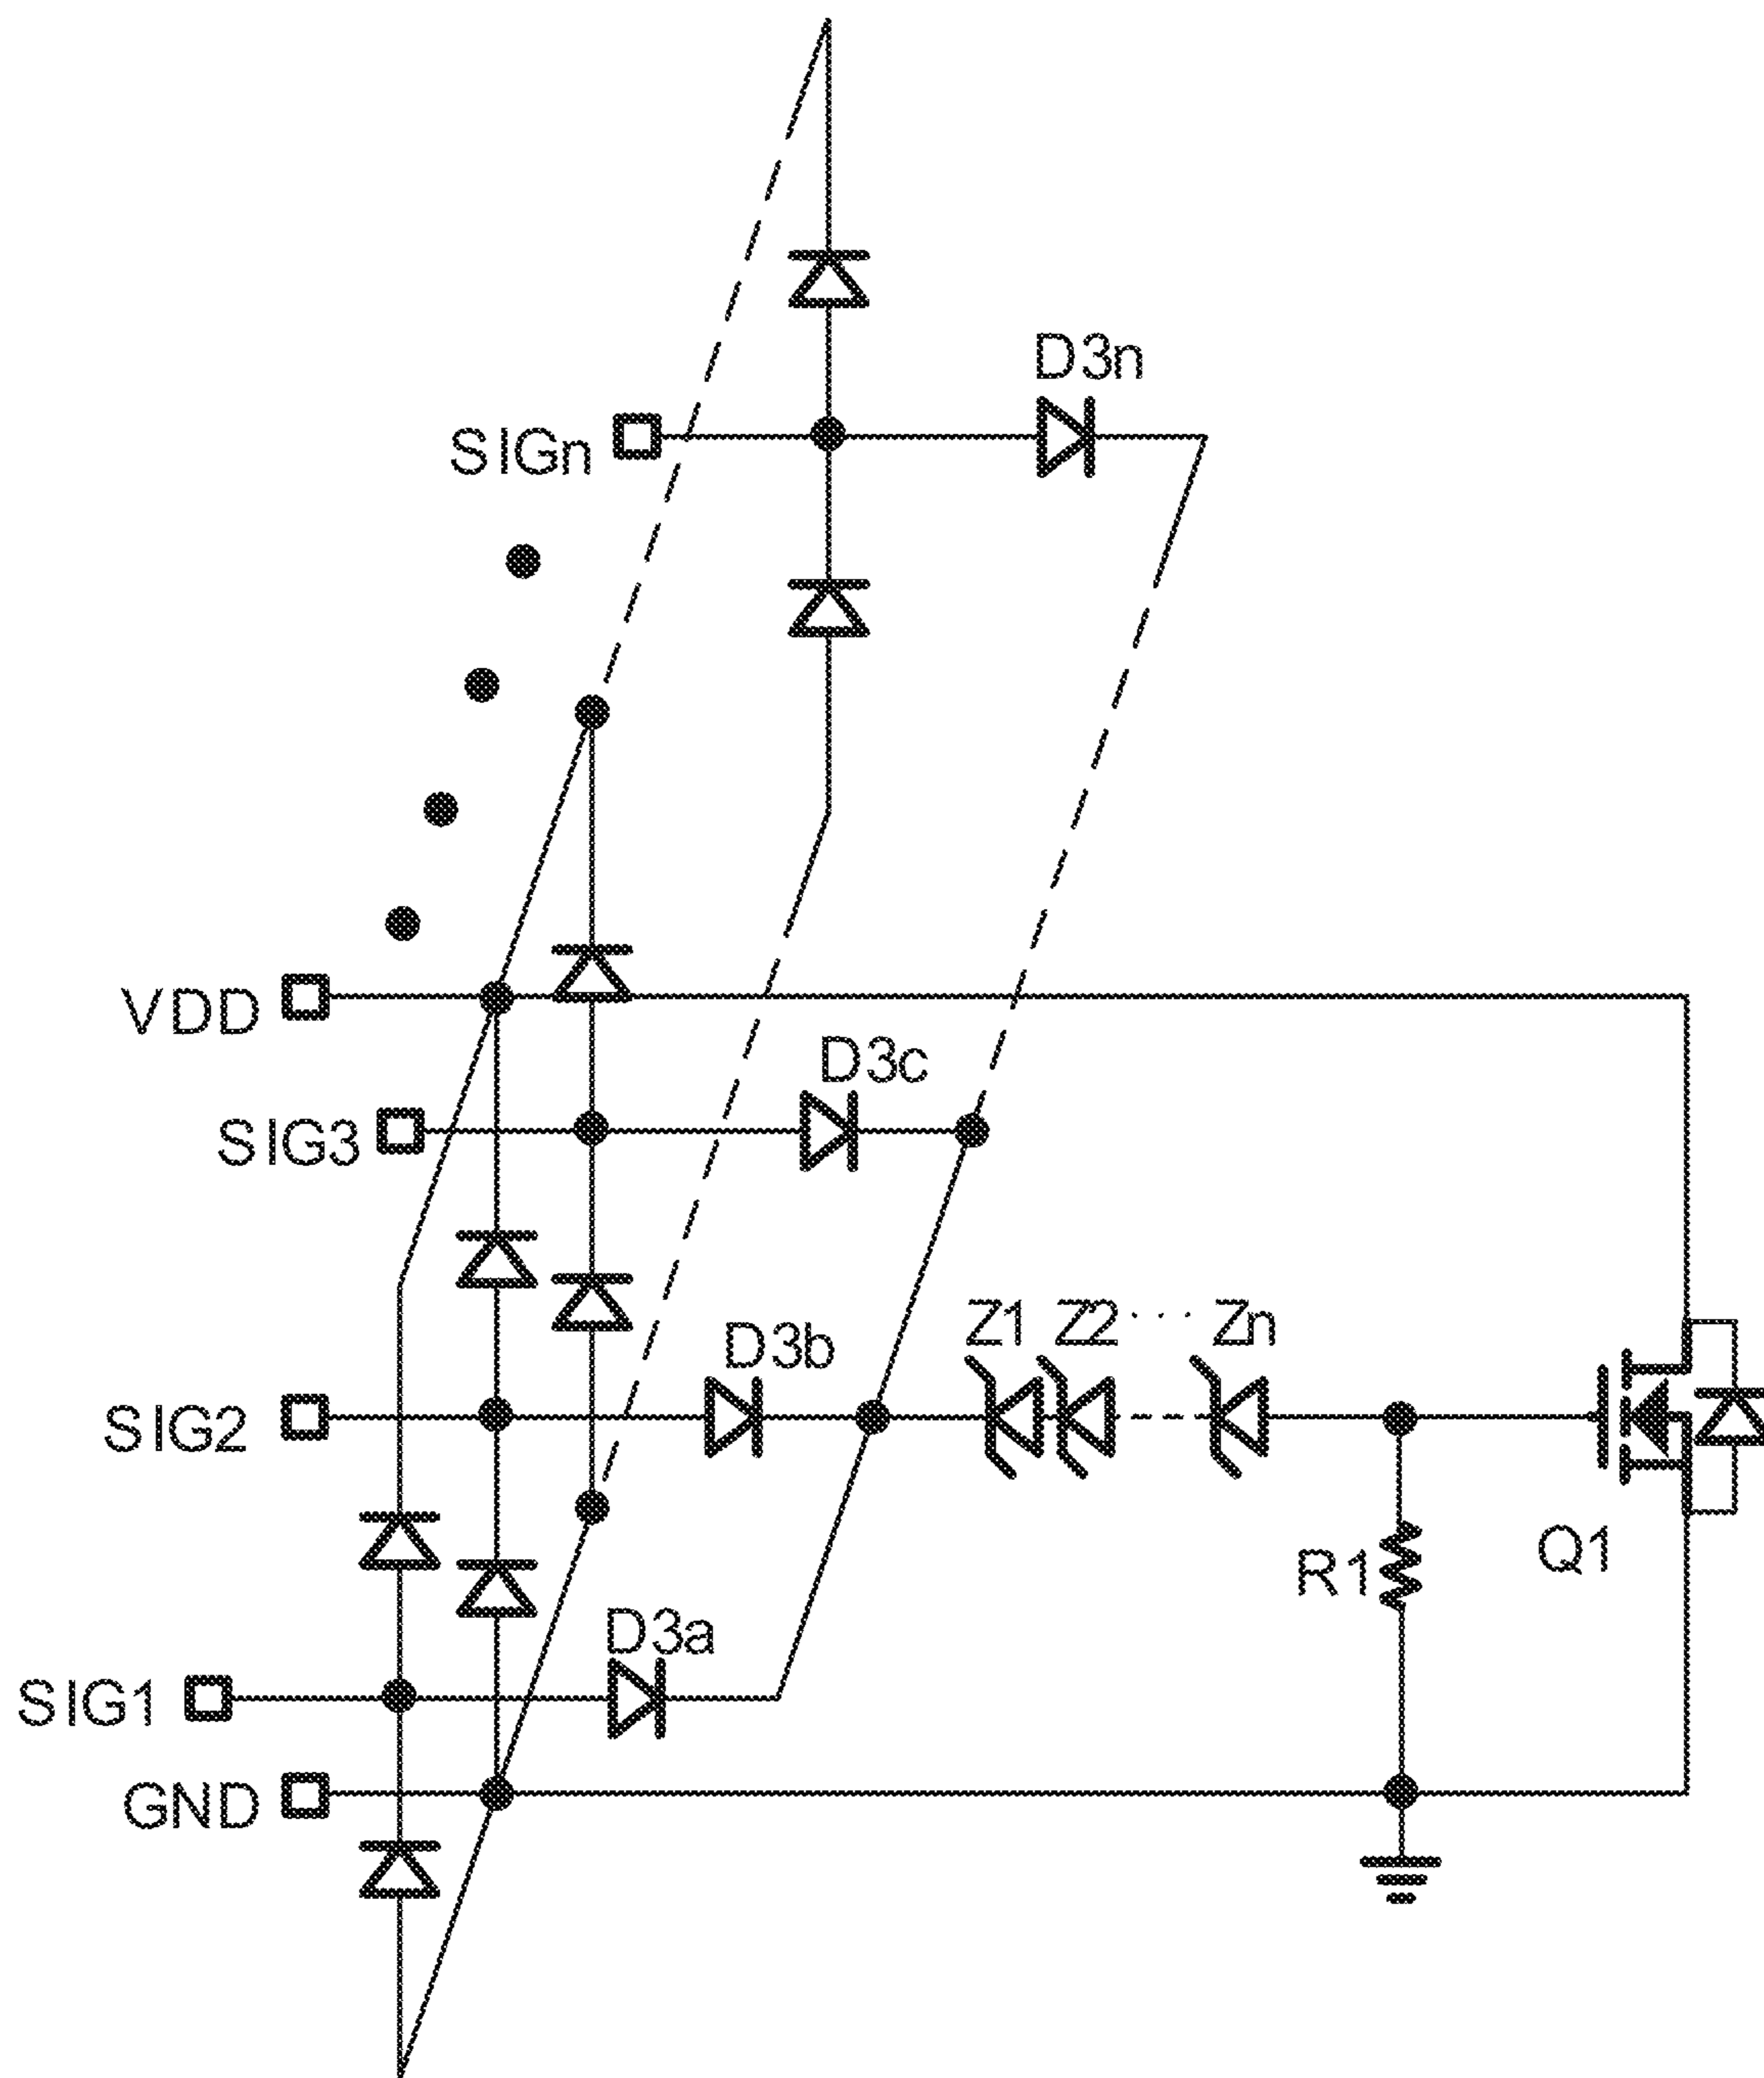 D3n
SIGn
VDD
D3c
SIG3
Z1 Z2 ···· Zn
D3b
SIG2
Q1
R1
D3a
SIG1
GND